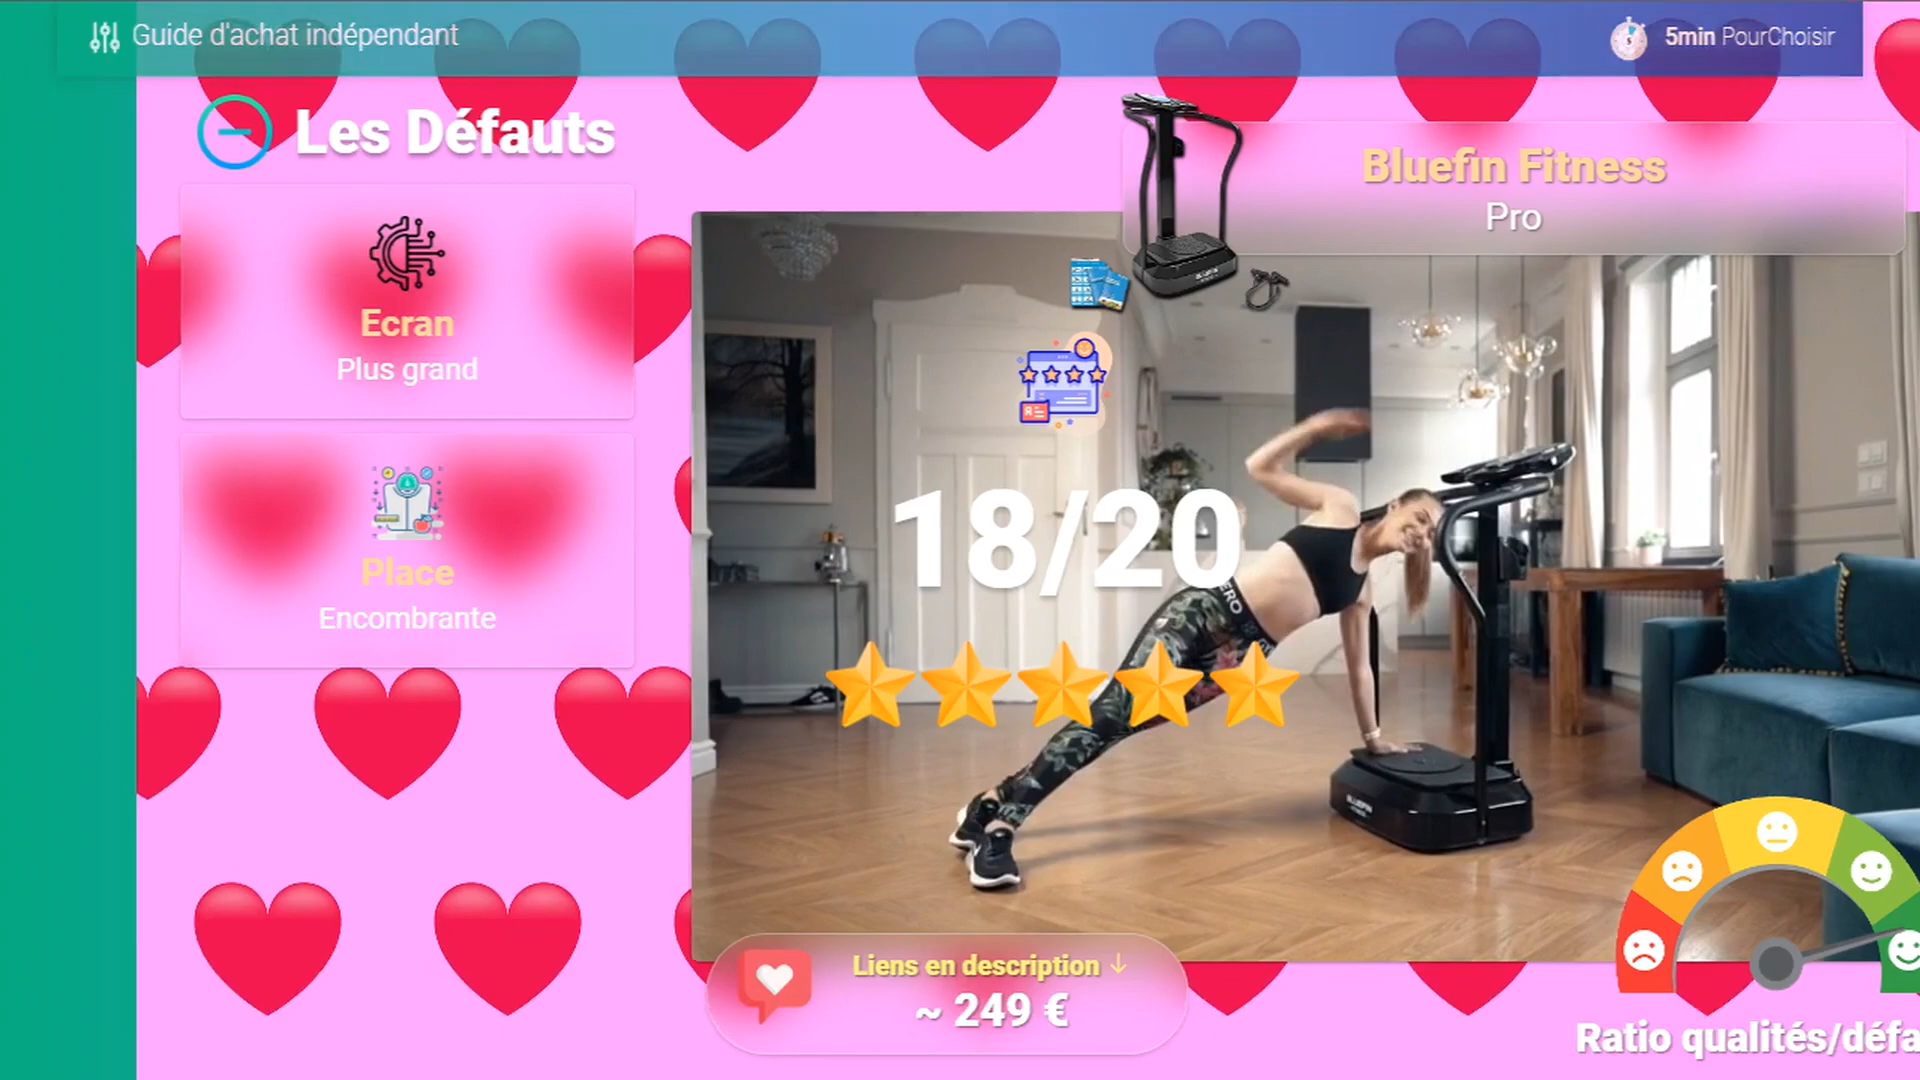 Guide d'achat indépendant
5min PourChoisir
Les Défauts
Bluefin Fitness
Pro
Ecran
Plus grand
18/20
Place
Encombrante
BLUEFIN
Liens en description ↓
~ 249 €
Ratio qualités/défa